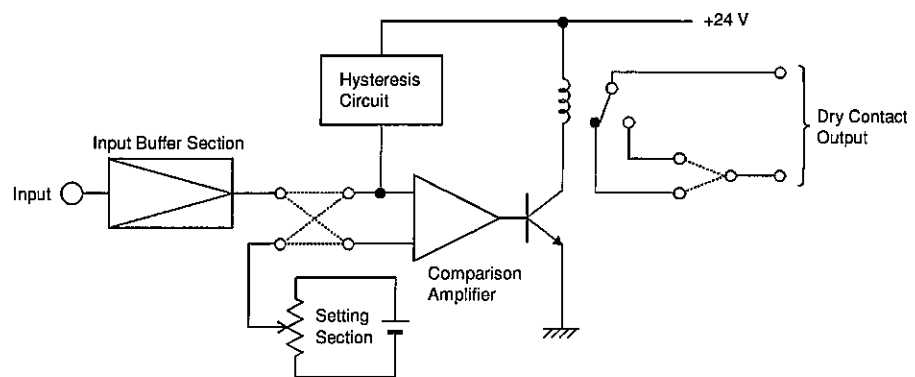 +24 V
Hysteresis
Circuit
Dry Contact
Output
Input Buffer Section
Input
Comparison
Amplifier
Setting
Section